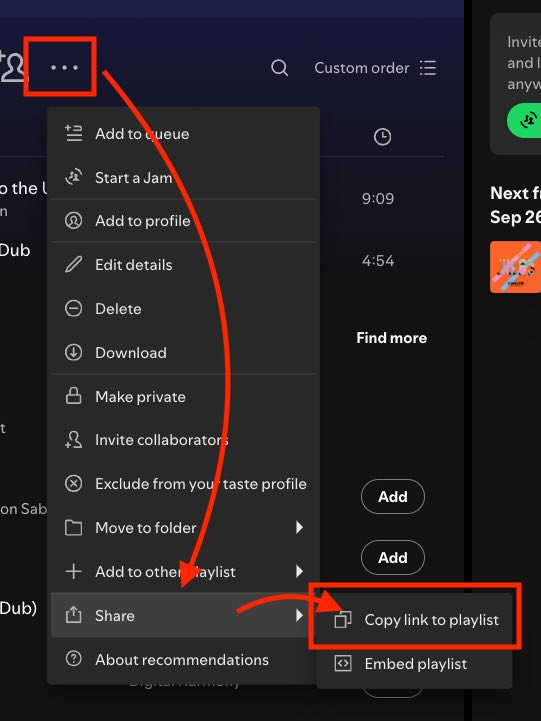 Custom order
Invite
and l
anyw
Add to queue
Start a Jam
Add to profile
Edit details
Delete
Download
Make private
Invite collaborators
Exclude from your taste profile
Move to folder
Add to other playlist
Share
About recommendations
Copy link to playlist
Embed playlist
o the U
n
Dub
t
on Sab
Dub)
9:09
4:54
Find more
Add
Add
Digital Harmony
Next f
Sep 26